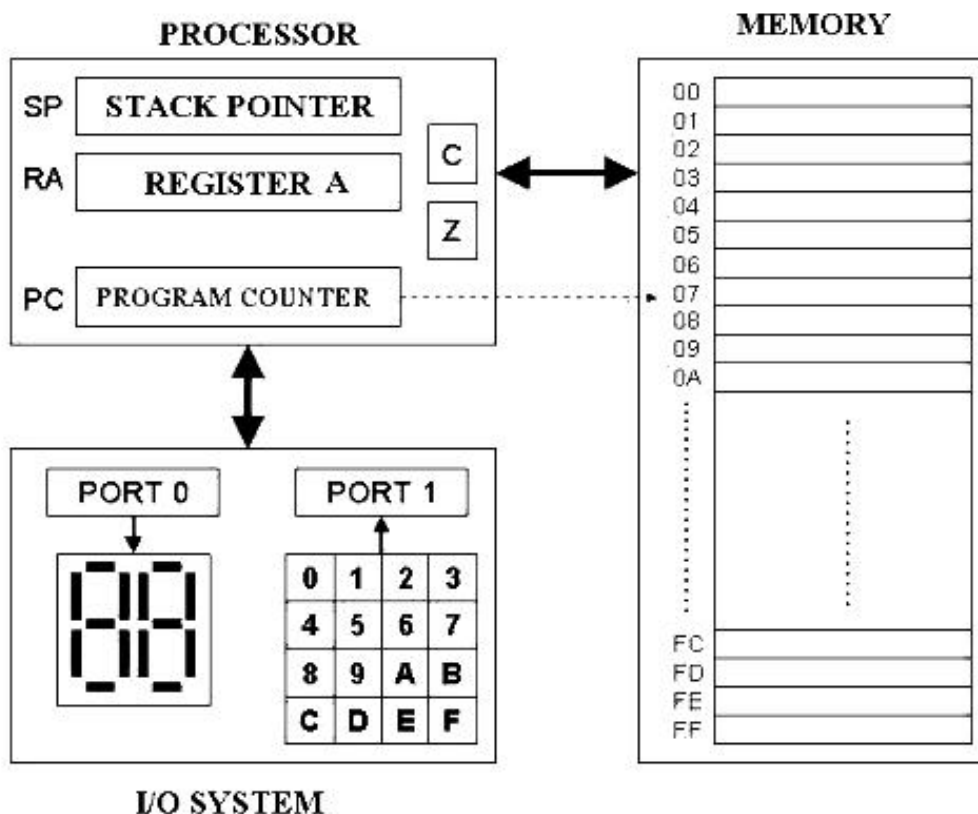 PROCESSOR
SP STACK POINTER
C
RA REGISTER A
Z
PC PROGRAM COUNTER
MEMORY
00
01
02
03
04
05
06
07
08
09
0A
FC
FD
FE
FF
PORT 0
PORT 1
0 1 2 3
4 5 6 7
8 9 A B
C D E F
I/O SYSTEM